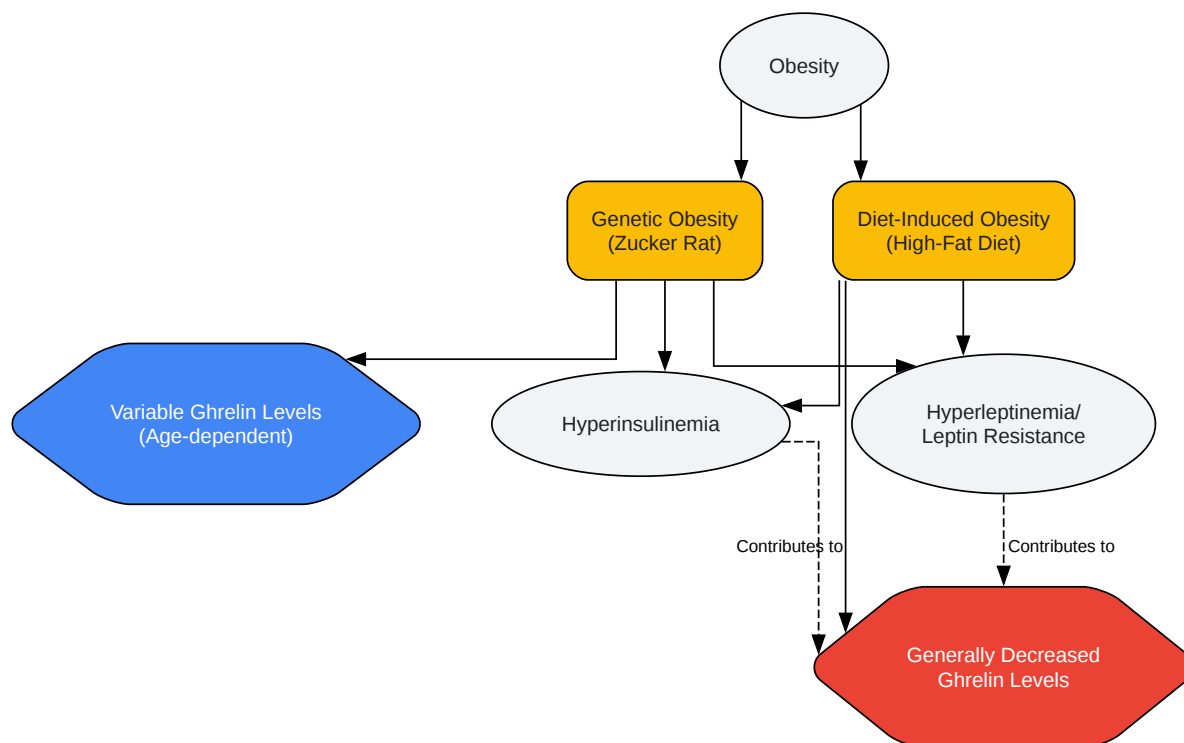 Obesity
Genetic Obesity
(Zucker Rat)
Diet-Induced Obesity
(High-Fat Diet)
Variable Ghrelin Levels
(Age-dependent)
Hyperinsulinemia
Hyperleptinemia/
Leptin Resistance
Contributes to
Contributes to
Generally Decreased
Ghrelin Levels